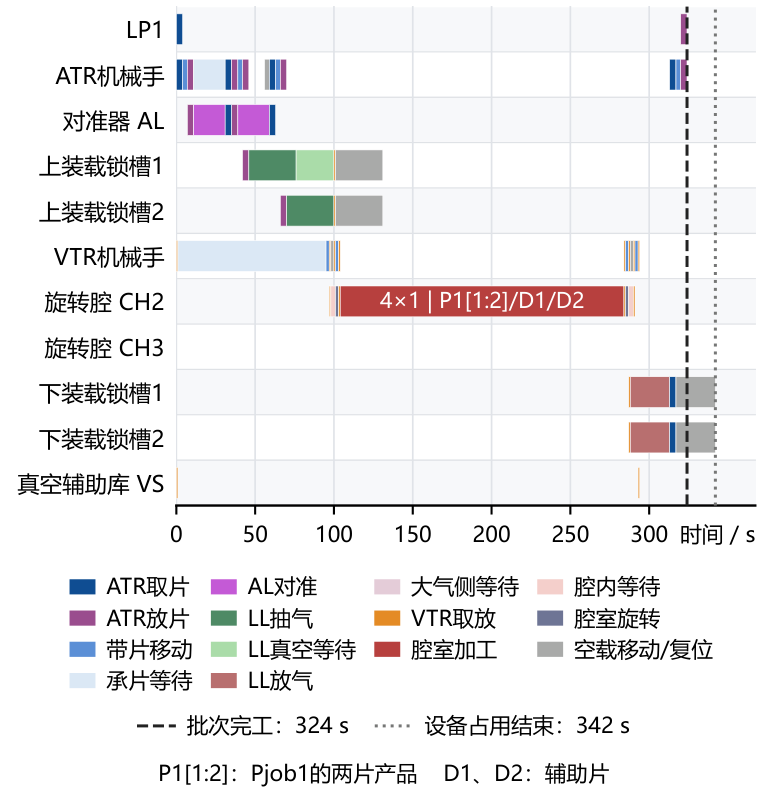 LP1
ATR机械手
对准器 AL
上装载锁槽1
上装载锁槽2
VTR机械手
旋转腔 CH2
4×1 | P1[1:2]/D1/D2
旋转腔 CH3
下装载锁槽1
下装载锁槽2
真空辅助库 VS
0 50 100 150 200 250 300 时间 / s
ATR取片 AL对准 大气侧等待 腔内等待
ATR放片 LL抽气 VTR取放 腔室旋转
带片移动 LL真空等待 腔室加工 空载移动/复位
承片等待 LL放气
批次完工：324 s 设备占用结束：342 s
P1[1:2]：Pjob1的两片产品 D1、D2：辅助片